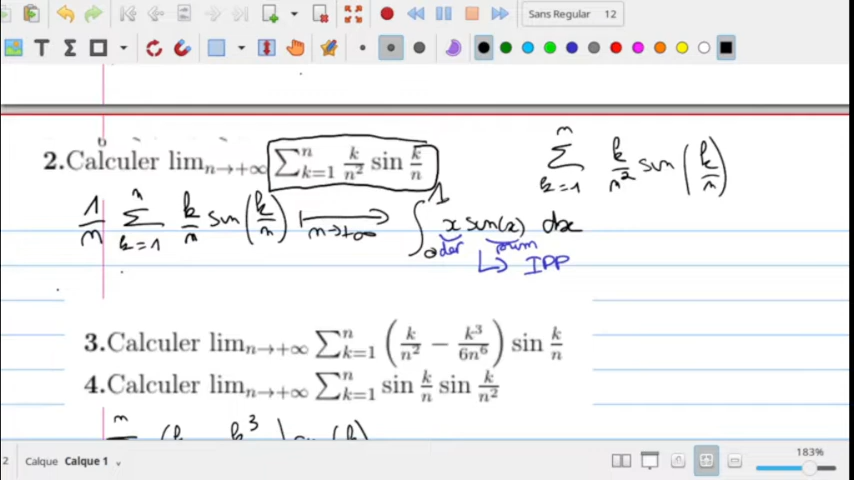 Sans Regular 12
2.Calculer lim_{n→+∞} ∑_{k=1}^{n} k/n² sin k/n
∑_{k=1}^{n} k/n² sin(k/n)
1/n ∑_{k=1}^{n} k/n sin(k/n) ⟼_{n→+∞} ∫_0^1 x sin(x) dx
der prim
↳ IPP
3.Calculer lim_{n→+∞} ∑_{k=1}^{n} (k/n² − k³/6n⁶) sin k/n
4.Calculer lim_{n→+∞} ∑_{k=1}^{n} sin k/n sin k/n²
2 Calque Calque 1
183%